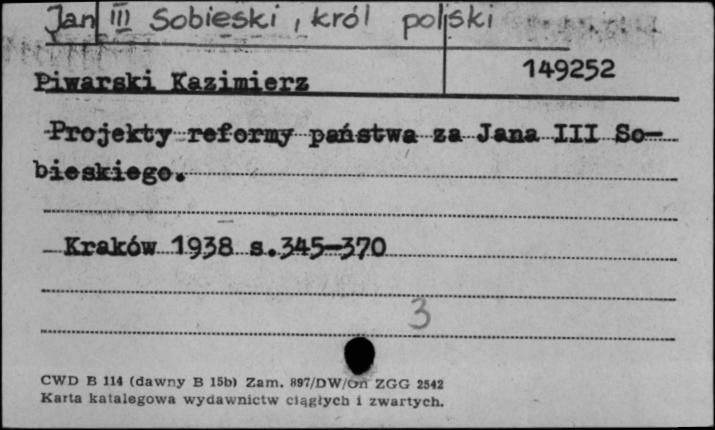 Jan III Sobieski, król polski
149252
Piwarski Kazimierz
Projekty reformy państwa za Jana III So-
bieskiego.
Kraków 1938 s.345-370
3
CWD B 114 (dawny B 15b) Zam. 897/DW/Oń ZGG 2542
Karta katalogowa wydawnictw ciągłych i zwartych.